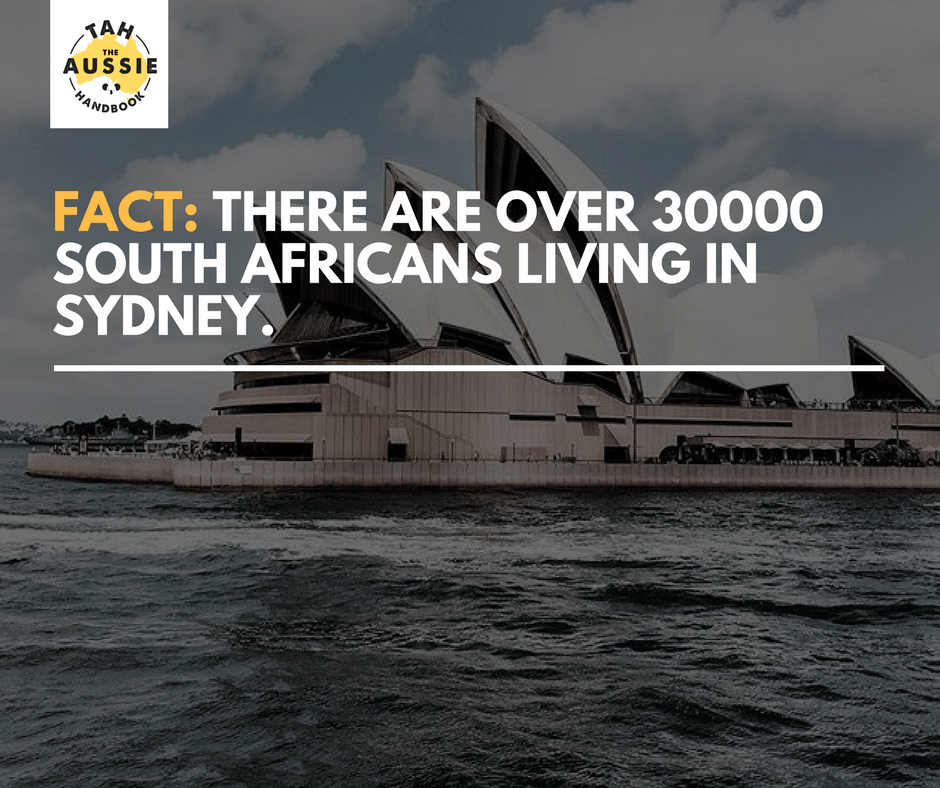 TAH
THE
AUSSIE
HANDBOOK
FACT: THERE ARE OVER 30000
SOUTH AFRICANS LIVING IN
SYDNEY.